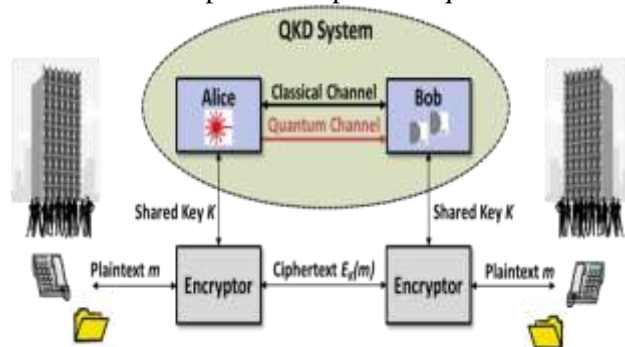 QKD System
Alice
Classical Channel
Bob
Quantum Channel
Shared Key K
Shared Key K
Plaintext m
Encryptor
Ciphertext E_K(m)
Encryptor
Plaintext m